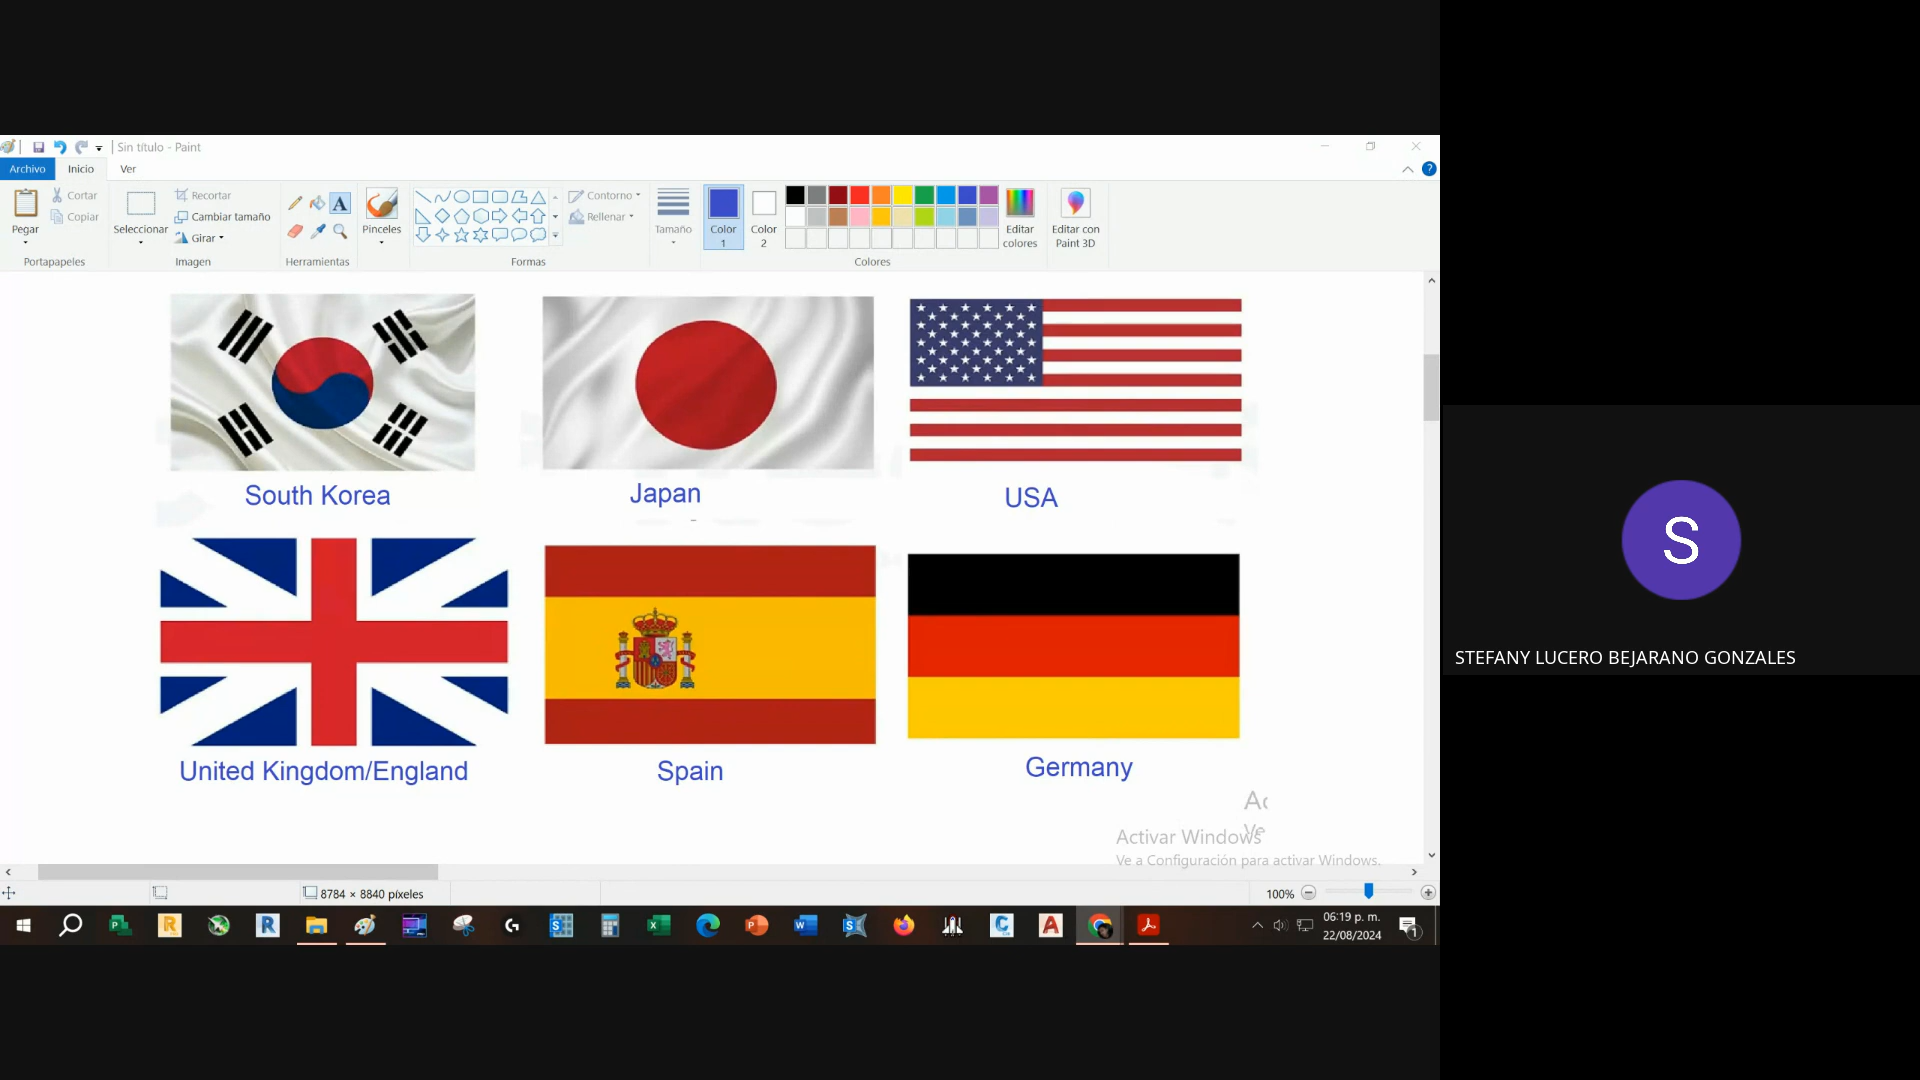 Sin título - Paint
Archivo Inicio Ver
Pegar
Cortar
Copiar
Portapapeles
Seleccionar
Recortar
Cambiar tamaño
Girar
Imagen
A
Herramientas
Pinceles
Formas
Contorno
Rellenar
Tamaño
Color
1
Color
2
Colores
Editar
colores
Editar con
Paint 3D
South Korea
Japan
USA
United Kingdom/England
Spain
Germany
Activar Windows
Ve a Configuración para activar Windows.
8784 × 8840 píxeles
100%
06:19 p. m.
22/08/2024
1
S
STEFANY LUCERO BEJARANO GONZALES